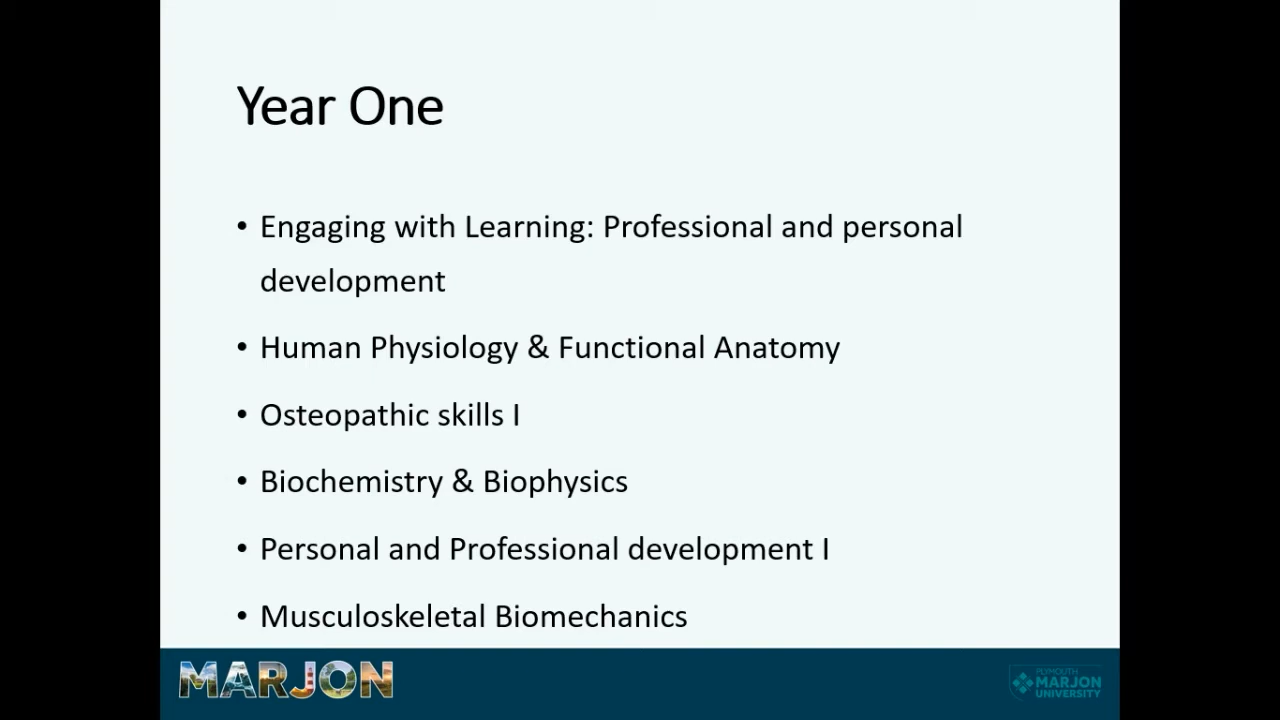 Year One
• Engaging with Learning: Professional and personal
development
• Human Physiology & Functional Anatomy
• Osteopathic skills I
• Biochemistry & Biophysics
• Personal and Professional development I
• Musculoskeletal Biomechanics
MARJON
PLYMOUTH
MARJON
UNIVERSITY